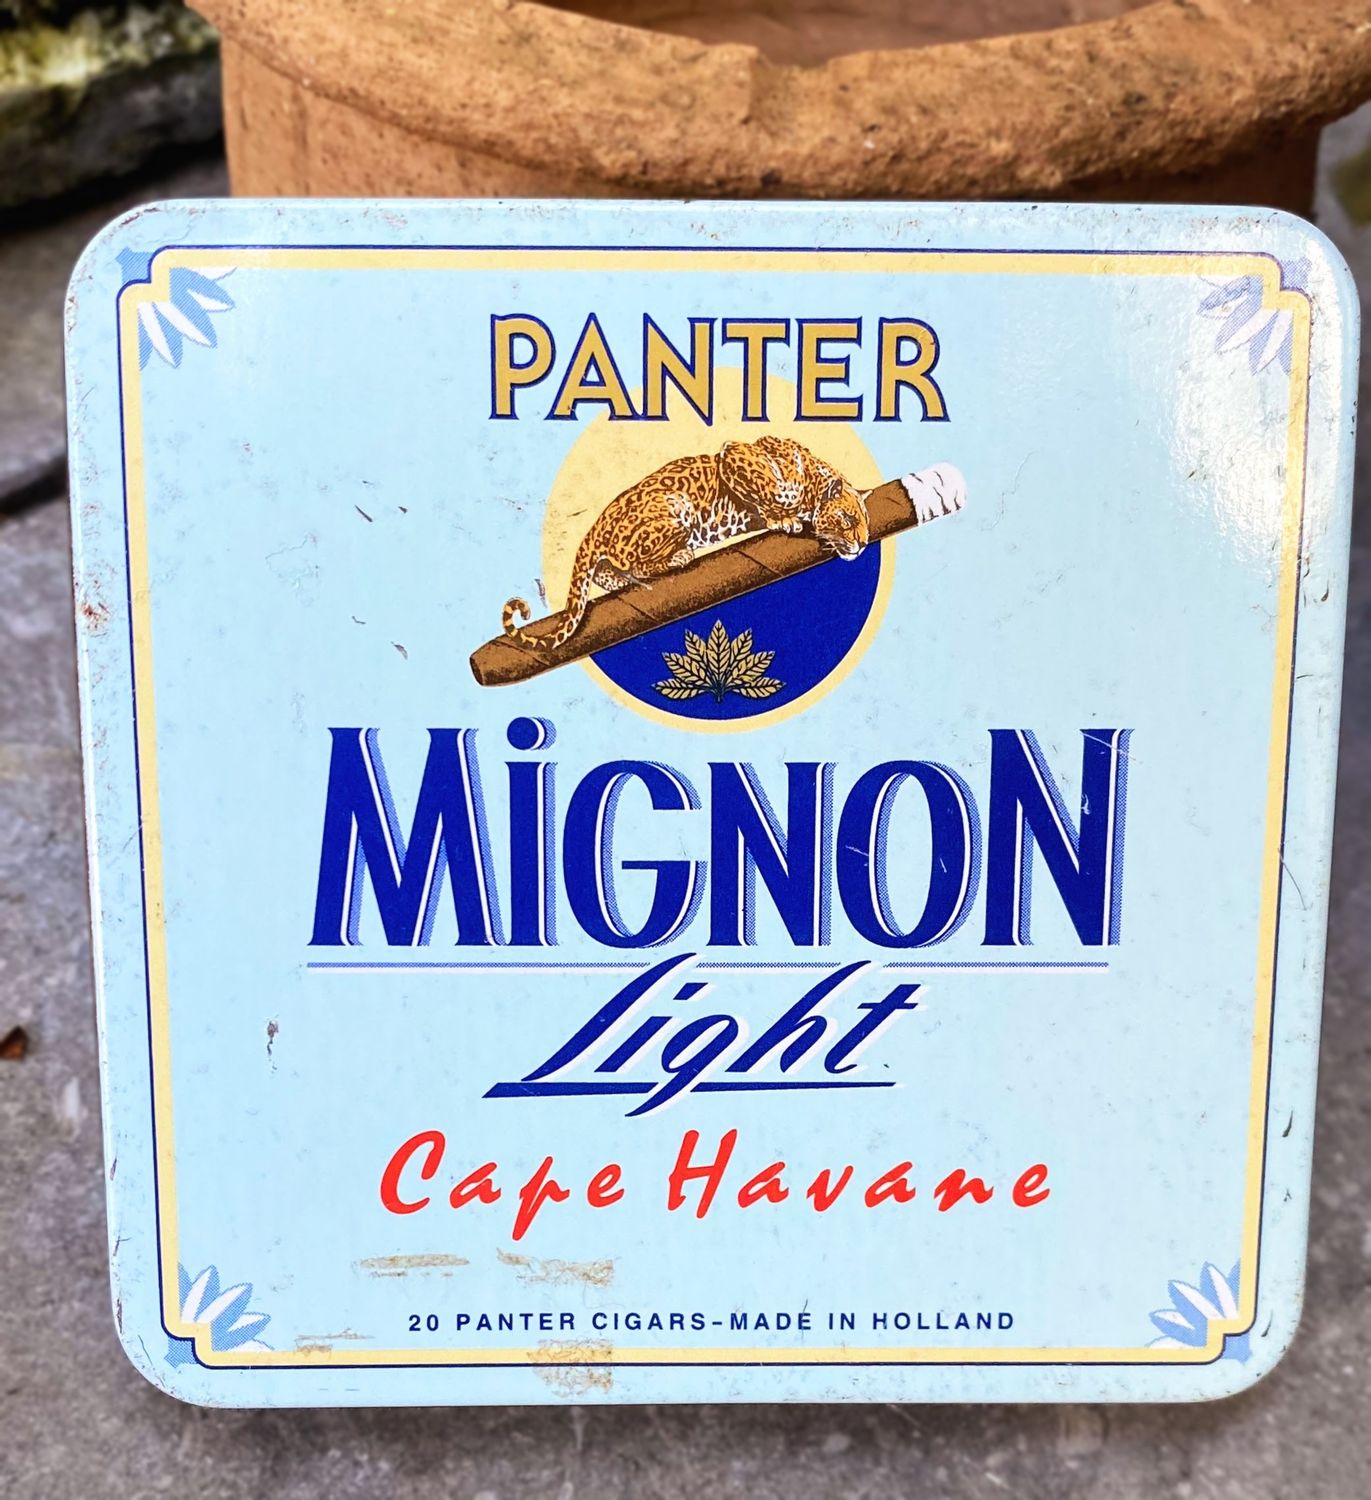 PANTER
MiGNON
Light
Cape Havane
20 PANTER CIGARS-MADE IN HOLLAND